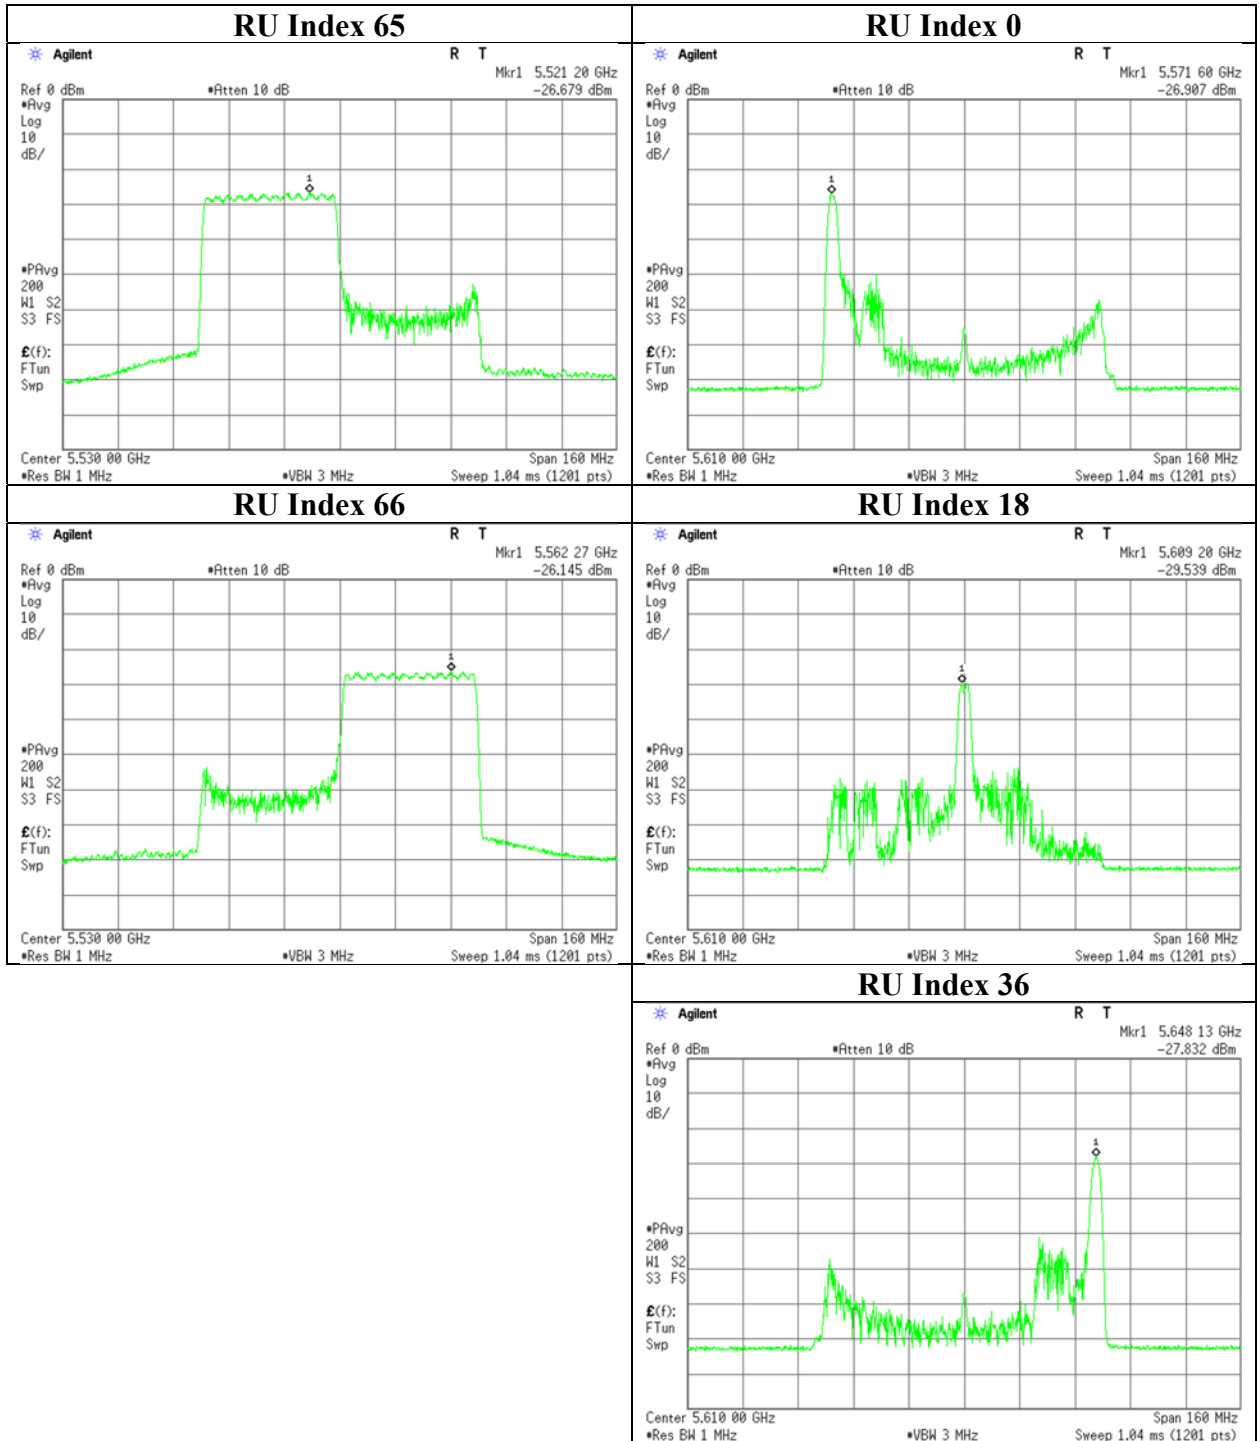 RU Index 65
Agilent
R T
Mkr1 5.521 20 GHz
Ref 0 dBm
#Atten 10 dB
-26.679 dBm
#Avg
Log
10
dB/
1
#PAvg
200
W1 S2
S3 FS
£(f):
FTun
Swp
Center 5.530 00 GHz
Span 160 MHz
#Res BW 1 MHz
#VBW 3 MHz
Sweep 1.04 ms (1201 pts)
RU Index 0
Agilent
R T
Mkr1 5.571 60 GHz
Ref 0 dBm
#Atten 10 dB
-26.907 dBm
#Avg
Log
10
dB/
1
#PAvg
200
W1 S2
S3 FS
£(f):
FTun
Swp
Center 5.610 00 GHz
Span 160 MHz
#Res BW 1 MHz
#VBW 3 MHz
Sweep 1.04 ms (1201 pts)
RU Index 66
Agilent
R T
Mkr1 5.562 27 GHz
Ref 0 dBm
#Atten 10 dB
-26.145 dBm
#Avg
Log
10
dB/
1
#PAvg
200
W1 S2
S3 FS
£(f):
FTun
Swp
Center 5.530 00 GHz
Span 160 MHz
#Res BW 1 MHz
#VBW 3 MHz
Sweep 1.04 ms (1201 pts)
RU Index 18
Agilent
R T
Mkr1 5.609 20 GHz
Ref 0 dBm
#Atten 10 dB
-29.539 dBm
#Avg
Log
10
dB/
1
#PAvg
200
W1 S2
S3 FS
£(f):
FTun
Swp
Center 5.610 00 GHz
Span 160 MHz
#Res BW 1 MHz
#VBW 3 MHz
Sweep 1.04 ms (1201 pts)
RU Index 36
Agilent
R T
Mkr1 5.648 13 GHz
Ref 0 dBm
#Atten 10 dB
-27.832 dBm
#Avg
Log
10
dB/
1
#PAvg
200
W1 S2
S3 FS
£(f):
FTun
Swp
Center 5.610 00 GHz
Span 160 MHz
#Res BW 1 MHz
#VBW 3 MHz
Sweep 1.04 ms (1201 pts)